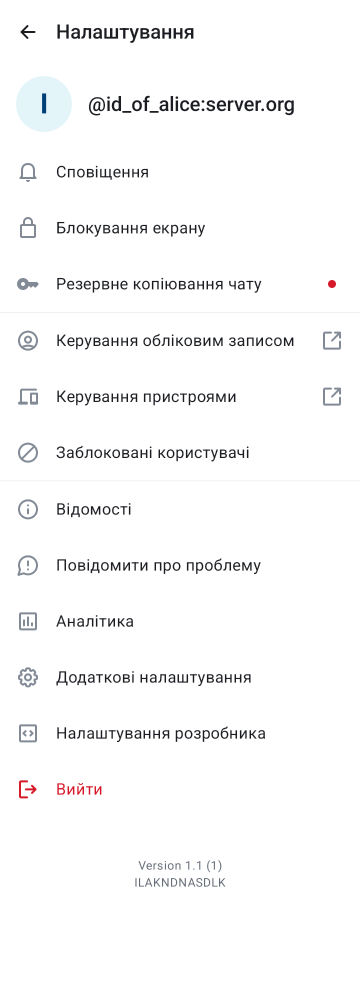 Налаштування
I
@id_of_alice:server.org
Сповіщення
Блокування екрану
Резервне копіювання чату
Керування обліковим записом
Керування пристроями
Заблоковані користувачі
Відомості
Повідомити про проблему
Аналітика
Додаткові налаштування
Налаштування розробника
Вийти
Version 1.1 (1)
ILAKNDNASDLK